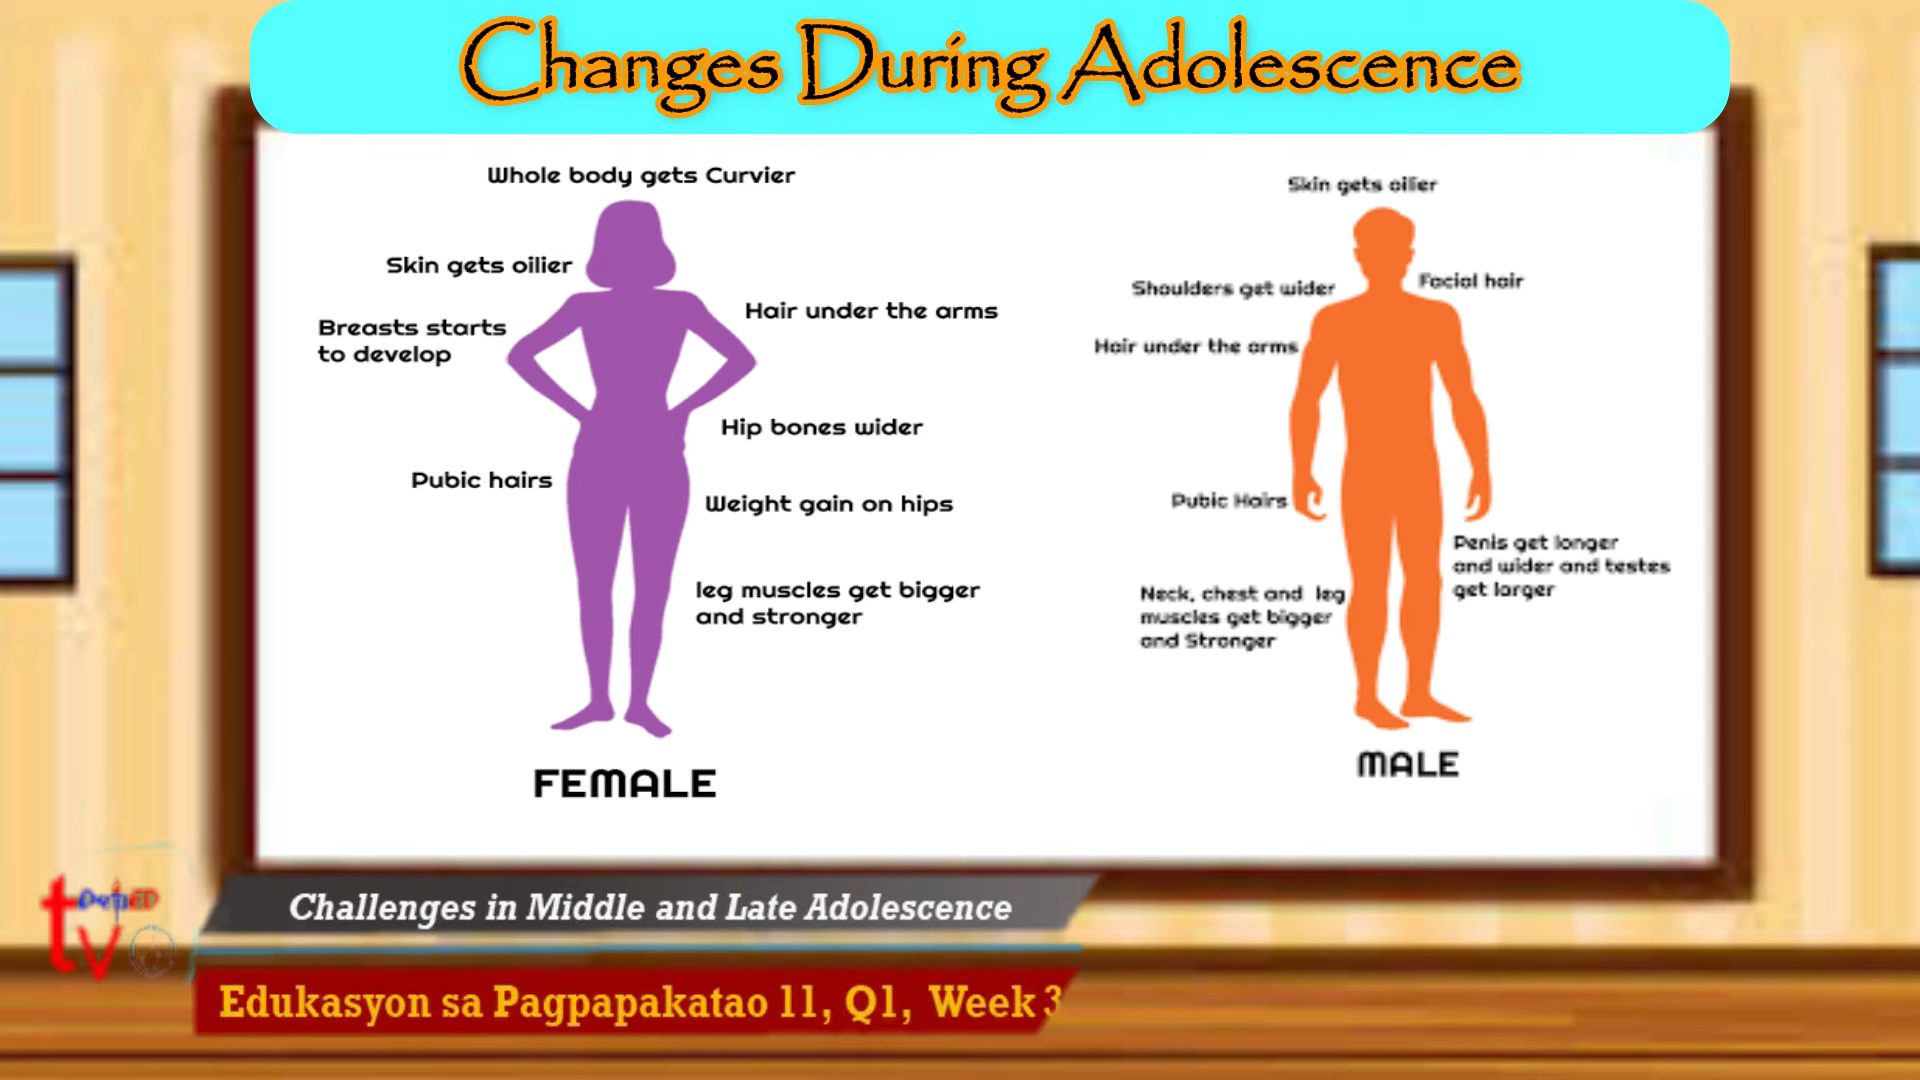 Changes During Adolescence
Whole body gets Curvier
Skin gets oilier
Breasts starts
to develop
Hair under the arms
Hip bones wider
Pubic hairs
Weight gain on hips
leg muscles get bigger
and stronger
FEMALE
Skin gets oilier
Shoulders get wider
Facial hair
Hair under the arms
Pubic Hairs
Penis get longer
and wider and testes
get larger
Neck, chest and leg
muscles get bigger
and Stronger
MALE
Challenges in Middle and Late Adolescence
DepED
tv
Edukasyon sa Pagpapakatao 11, Q1, Week 3